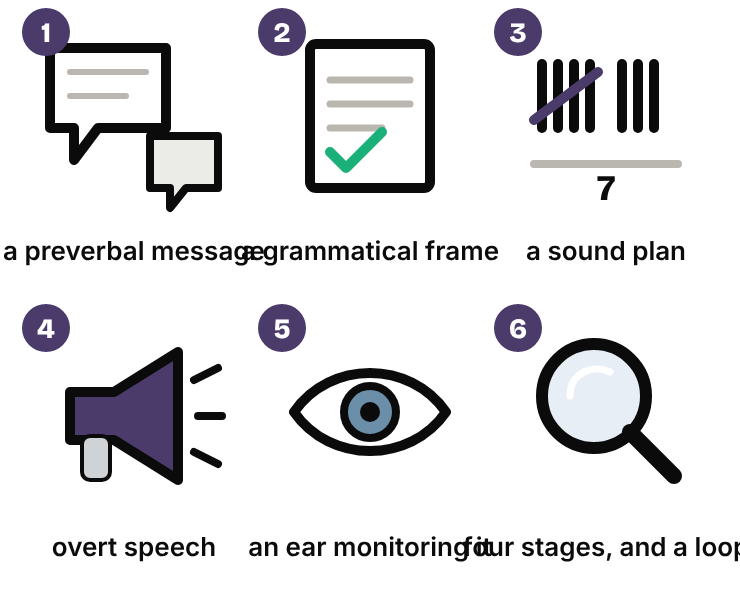 1
2
3
7
a preverbal message
a grammatical frame
a sound plan
4
5
6
overt speech
an ear monitoring it
four stages, and a loop